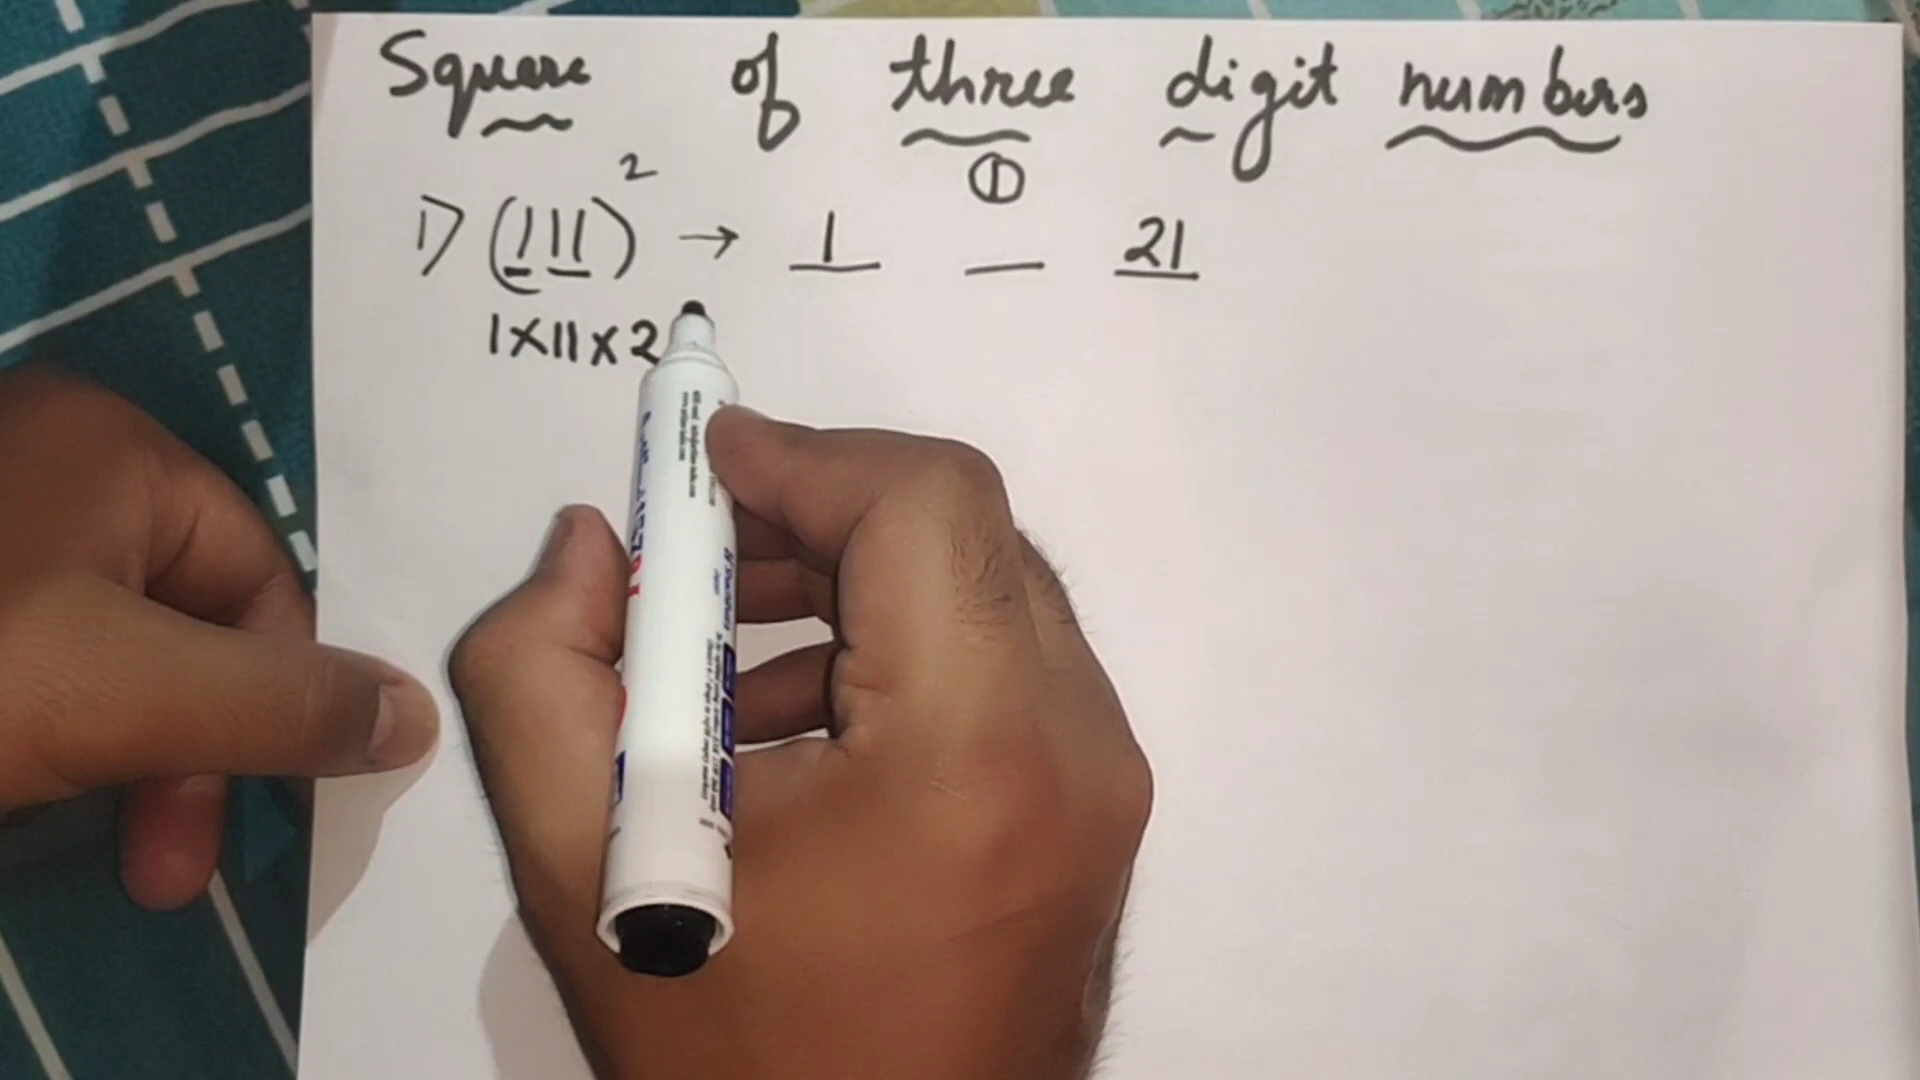 Square of three digit numbers
①
1) (111)² → 1 _ 21
1×11×2